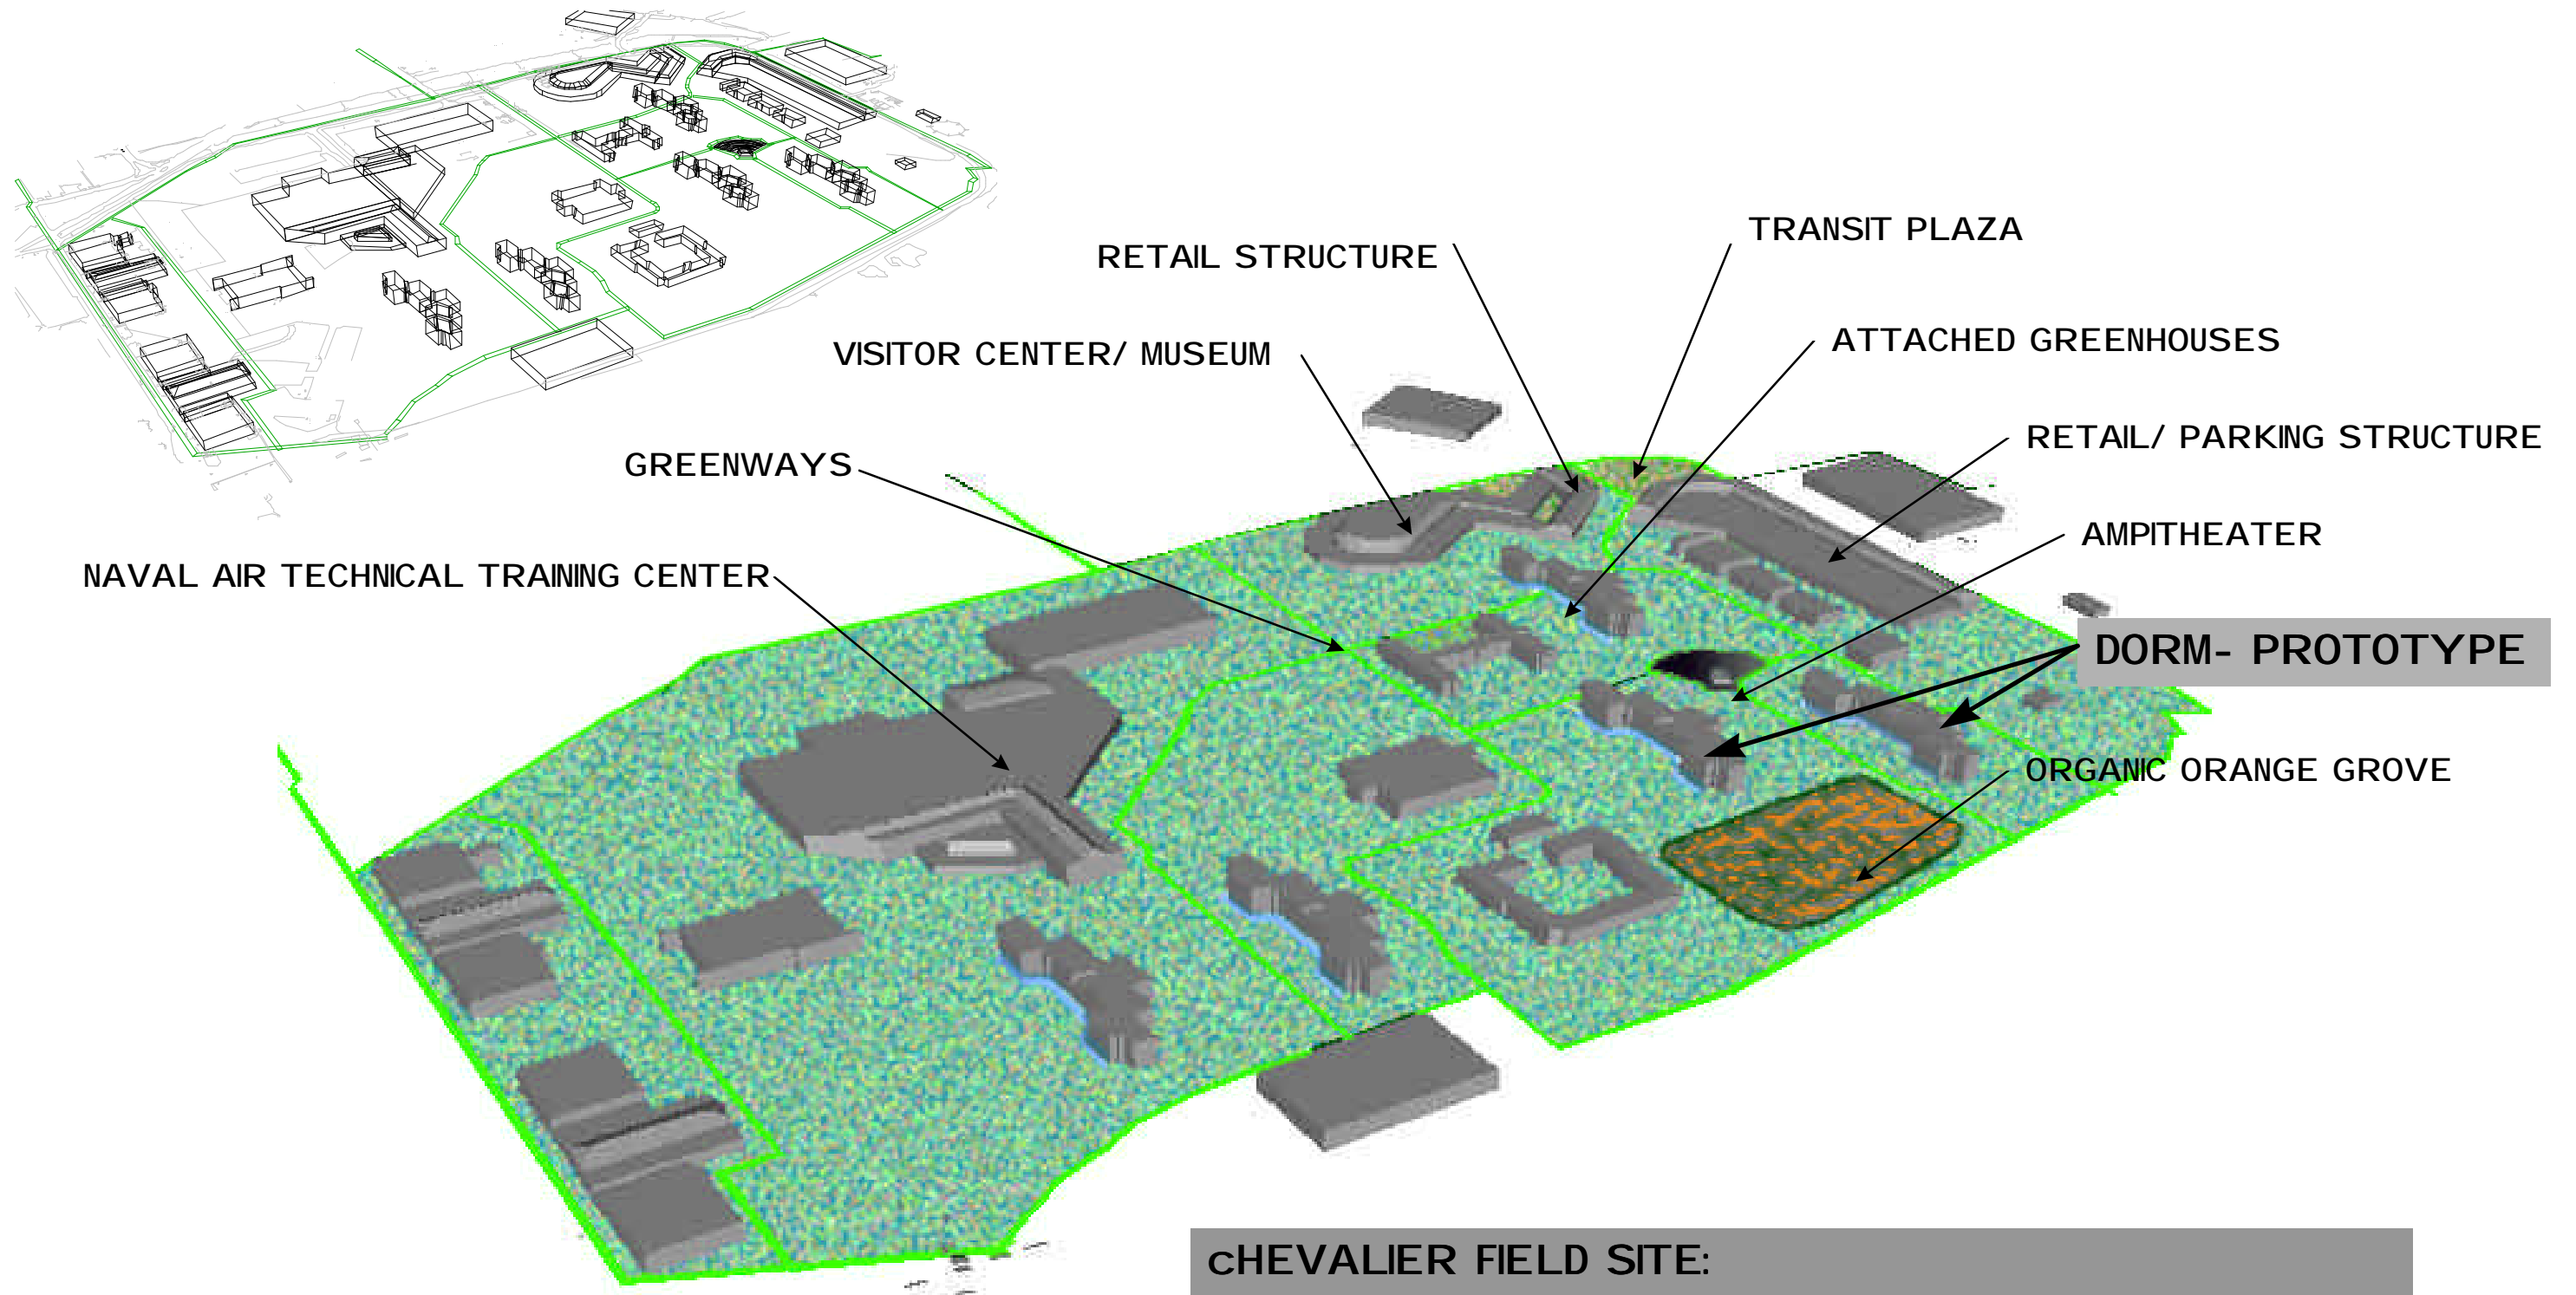 TRANSIT PLAZA
RETAIL STRUCTURE
ATTACHED GREENHOUSES
VISITOR CENTER/ MUSEUM
RETAIL/ PARKING STRUCTURE
GREENWAYS
AMPITHEATER
NAVAL AIR TECHNICAL TRAINING CENTER
DORM- PROTOTYPE
ORGANIC ORANGE GROVE
cHEVALIER FIELD SITE: